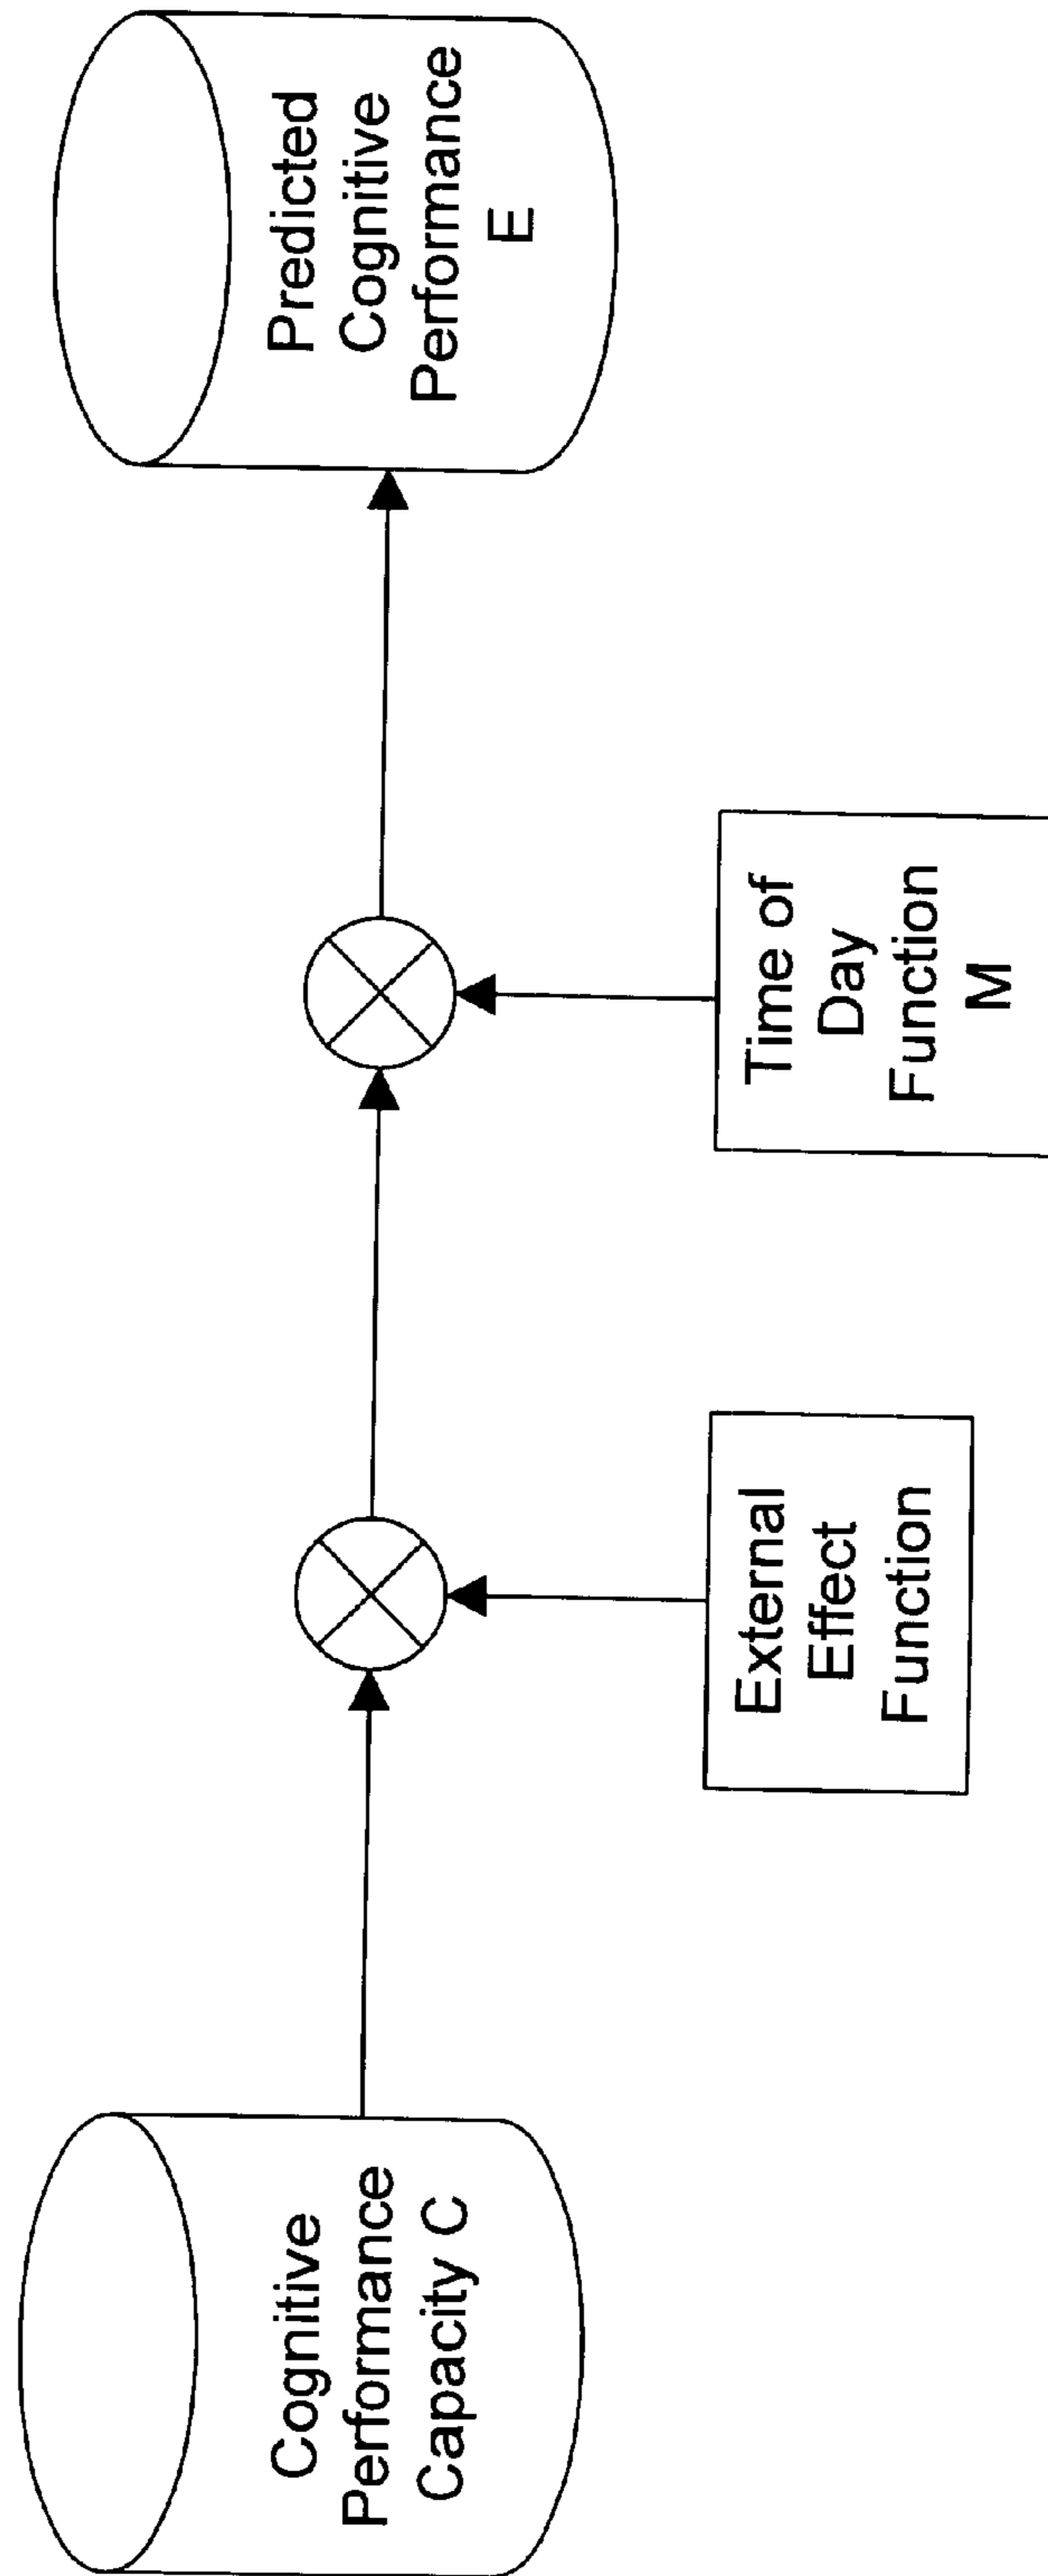 Cognitive
Performance
Capacity C
External
Effect
Function
Time of
Day
Function
M
Predicted
Cognitive
Performance
E